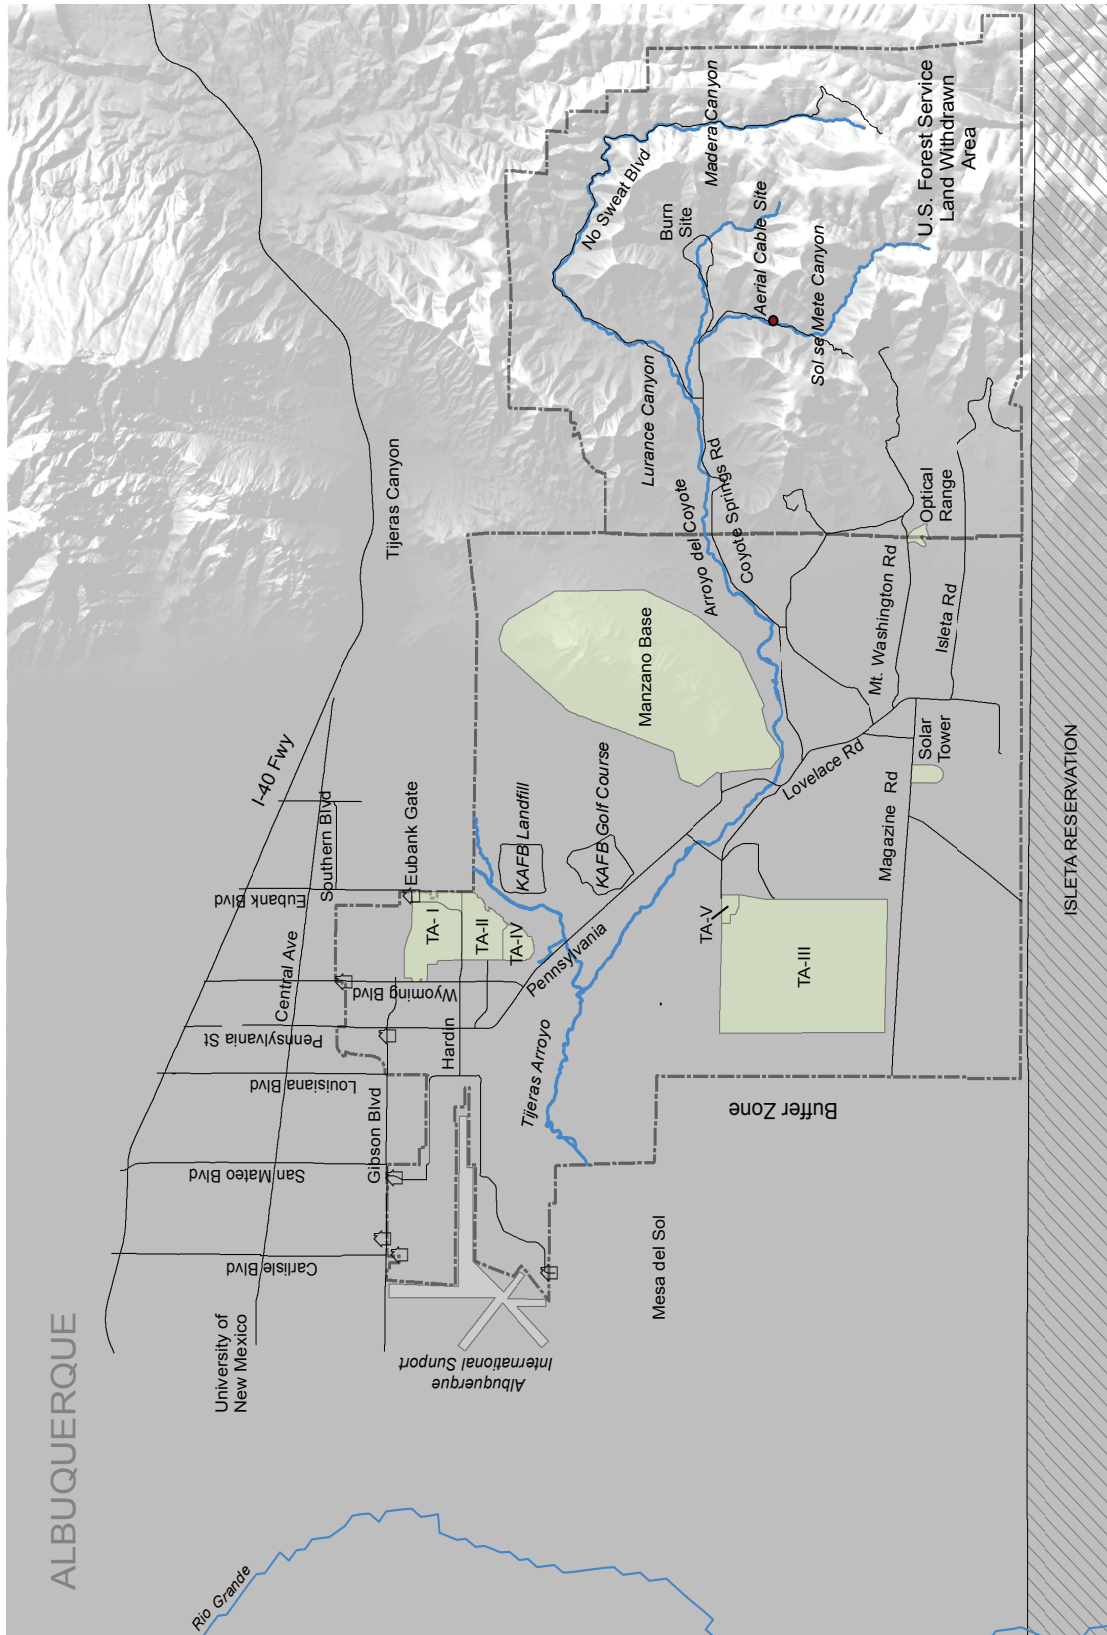 ALBUQUERQUE
Rio Grande
University of
New Mexico
Carlisle Blvd
San Mateo Blvd
Louisiana Blvd
Pennsylvania St
Wyoming Blvd
Eubank Blvd
Central Ave
Southern Blvd
I-40 Fwy
Tijeras Canyon
Gibson Blvd
Hardin
Eubank Gate
TA- I
TA-II
TA-IV
Albuquerque
International Sunport
KAFB Landfill
KAFB Golf Course
Manzano Base
Pennsylvania
Tijeras Arroyo
Mesa del Sol
Buffer Zone
TA-V
TA-III
Lovelace Rd
Magazine Rd
Solar
Tower
Mt. Washington Rd
Isleta Rd
Optical
Range
Arroyo del Coyote
Coyote Springs Rd
Lurance Canyon
No Sweat Blvd
Burn
Site
Madera Canyon
Aerial Cable Site
Sol se Mete Canyon
U.S. Forest Service
Land Withdrawn
Area
ISLETA RESERVATION